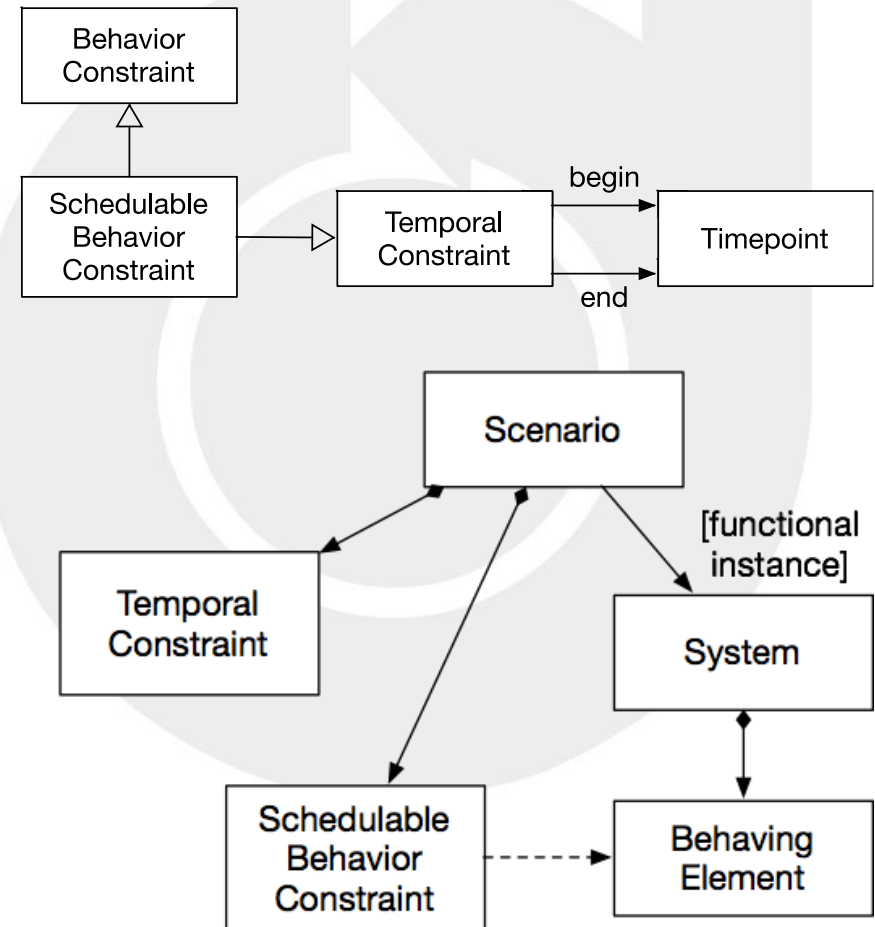 Behavior
Constraint
Schedulable
Behavior
Constraint
Temporal
Constraint
begin
end
Timepoint
Scenario
[functional
instance]
Temporal
Constraint
System
Schedulable
Behavior
Constraint
Behaving
Element